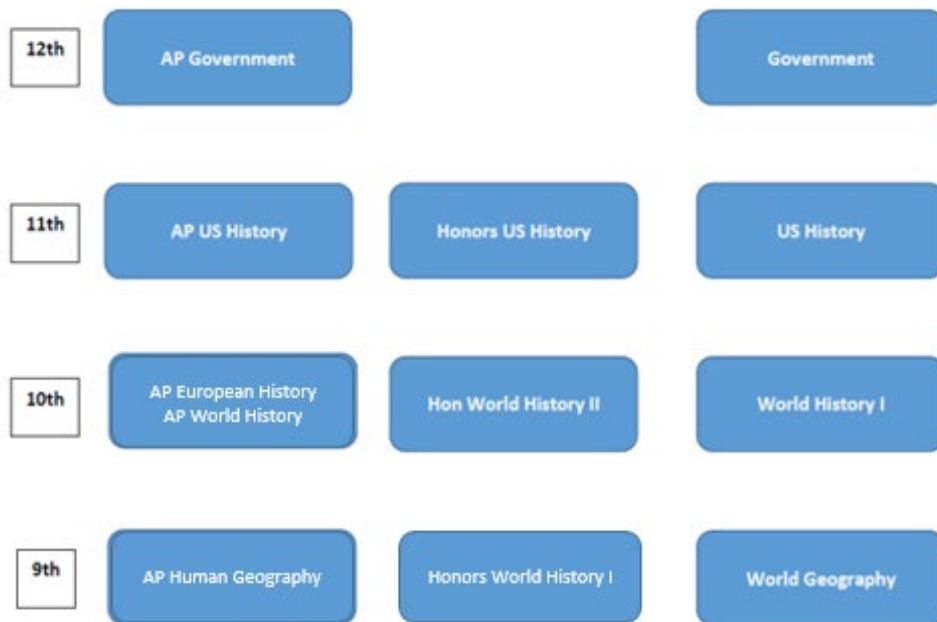 12th
AP Government
Government
11th
AP US History
Honors US History
US History
10th
AP European History
AP World History
Hon World History II
World History I
9th
AP Human Geography
Honors World History I
World Geography